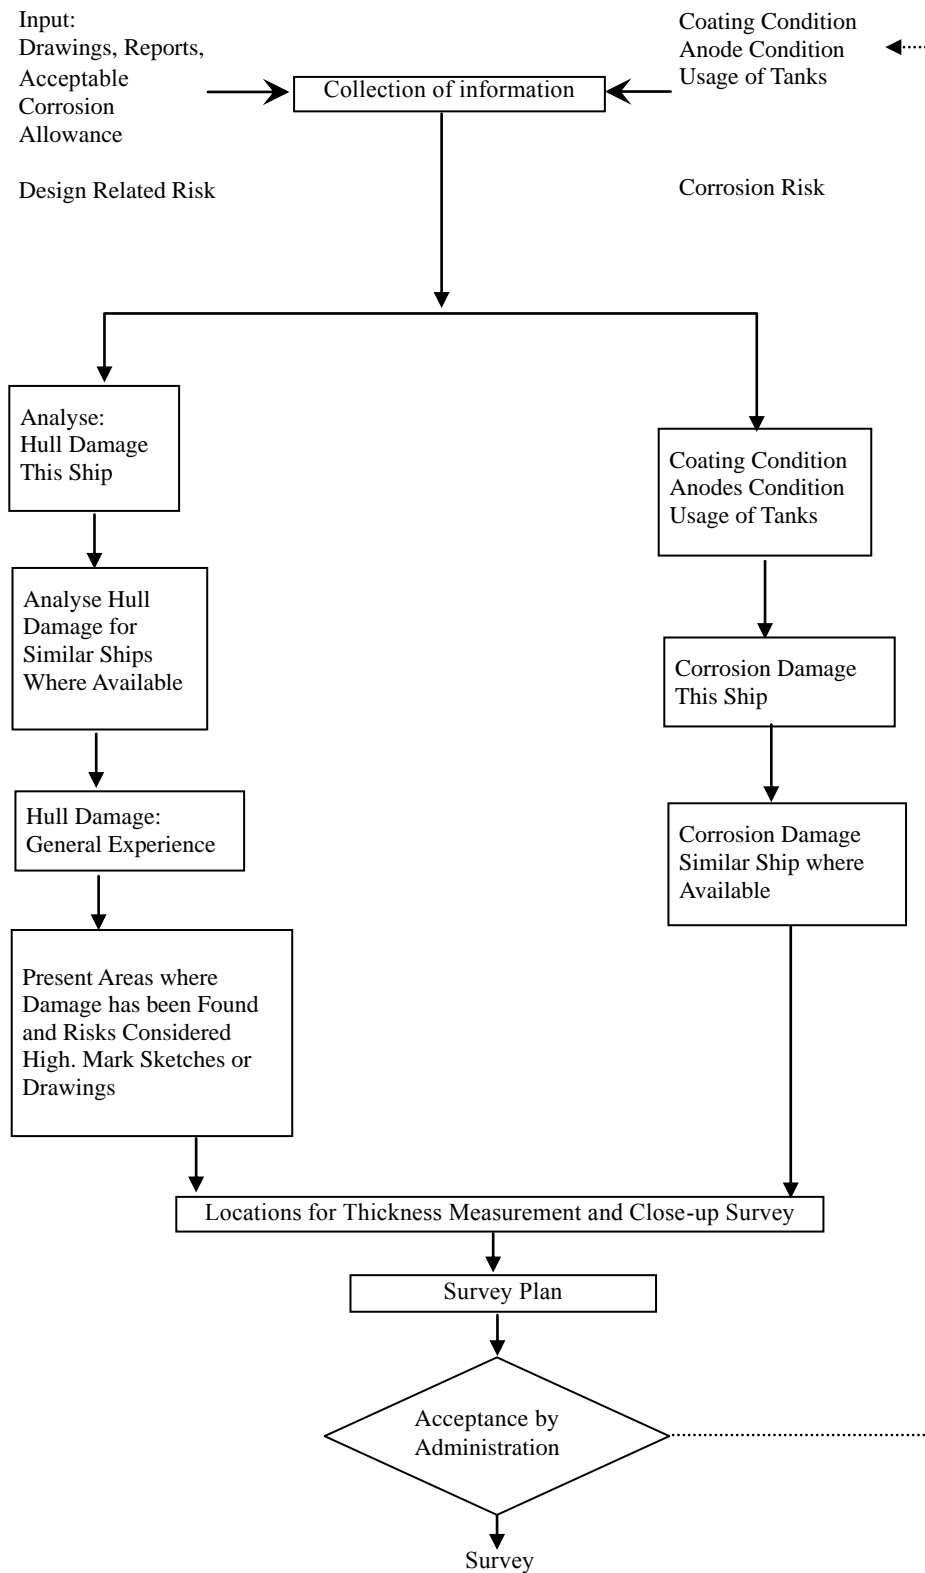 Input:
Drawings, Reports,
Acceptable
Corrosion
Allowance
Collection of information
Coating Condition
Anode Condition
Usage of Tanks
Design Related Risk
Corrosion Risk
Analyse:
Hull Damage
This Ship
Analyse Hull
Damage for
Similar Ships
Where Available
Hull Damage:
General Experience
Present Areas where
Damage has been Found
and Risks Considered
High. Mark Sketches or
Drawings
Coating Condition
Anodes Condition
Usage of Tanks
Corrosion Damage
This Ship
Corrosion Damage
Similar Ship where
Available
Locations for Thickness Measurement and Close-up Survey
Survey Plan
Acceptance by
Administration
Survey